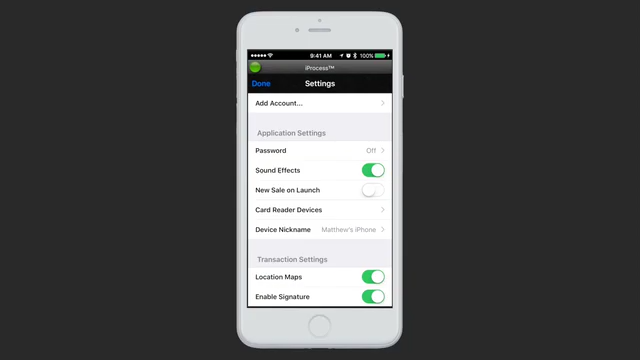 9:41 AM 100%
iProcess™
Done Settings
Add Account...
Application Settings
Password Off
Sound Effects
New Sale on Launch
Card Reader Devices
Device Nickname Matthew's iPhone
Transaction Settings
Location Maps
Enable Signature